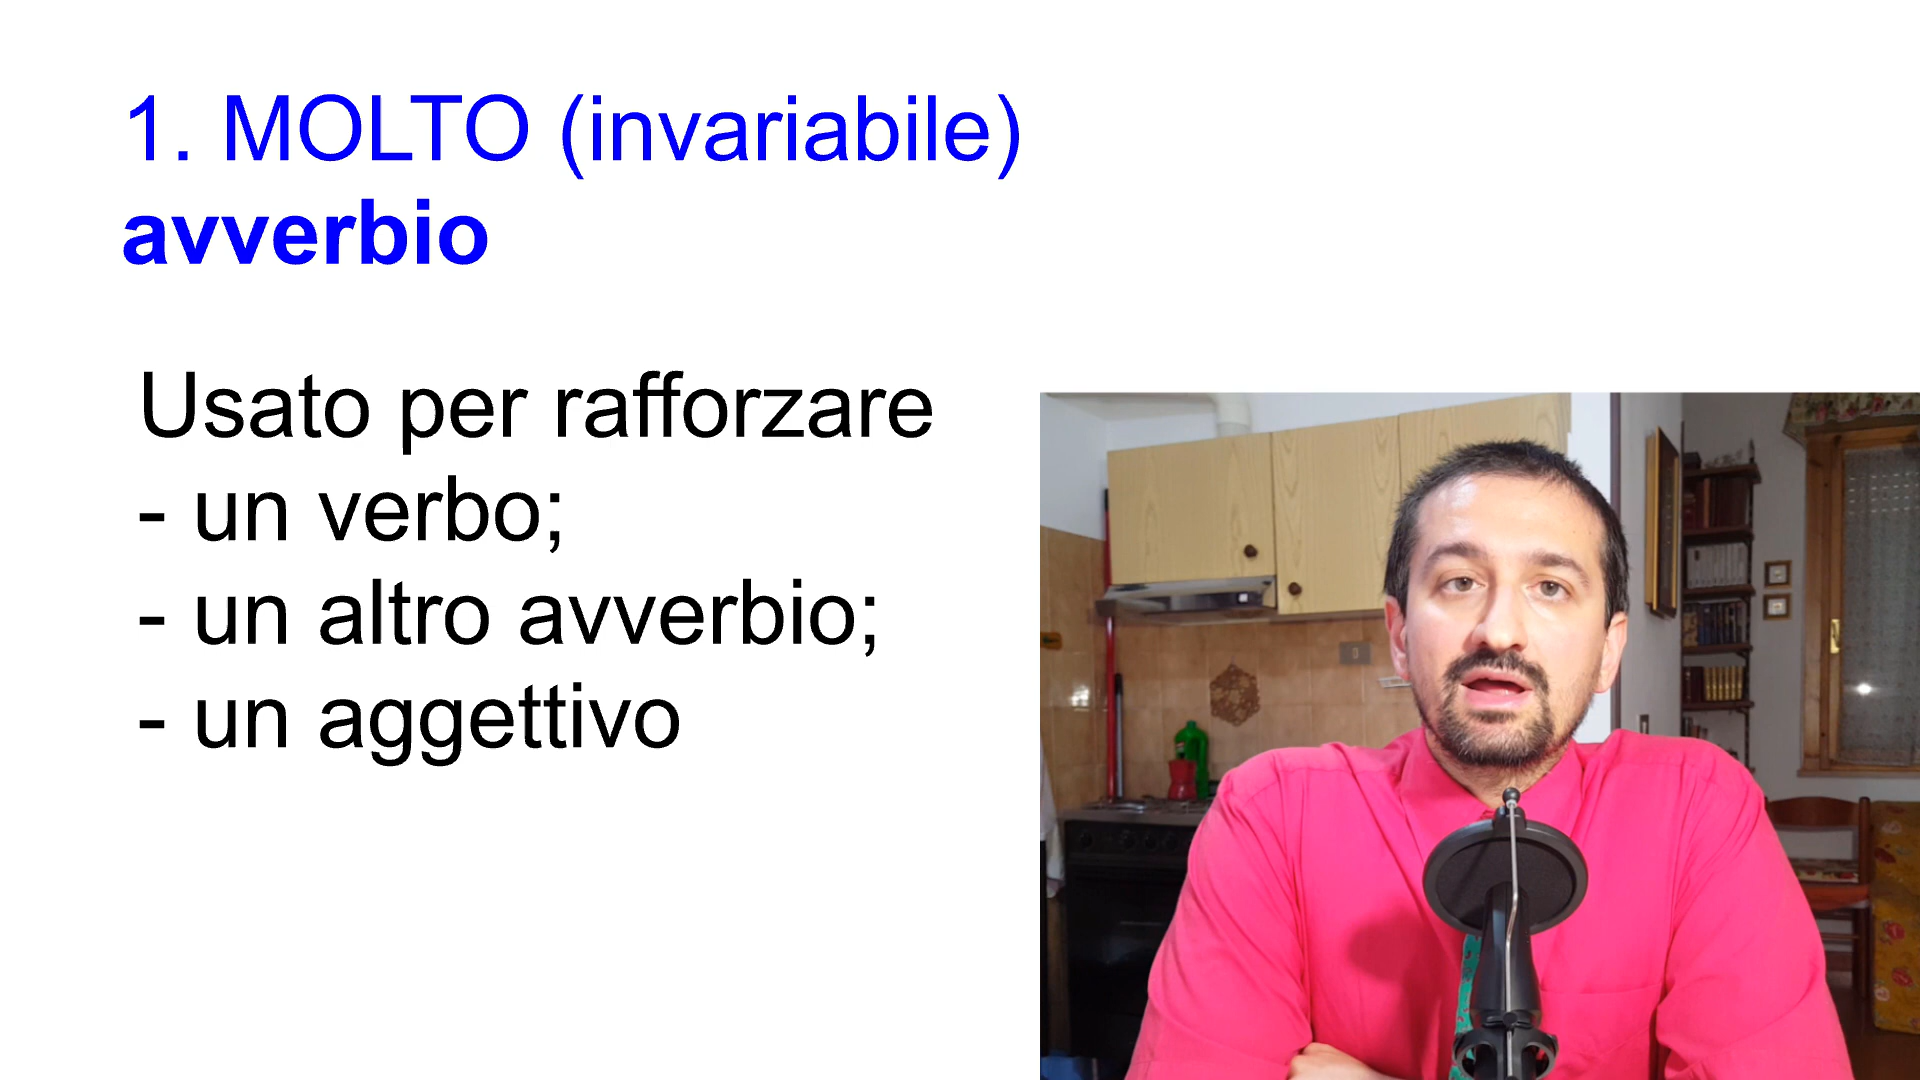 1. MOLTO (invariabile)
avverbio
Usato per rafforzare
- un verbo;
- un altro avverbio;
- un aggettivo